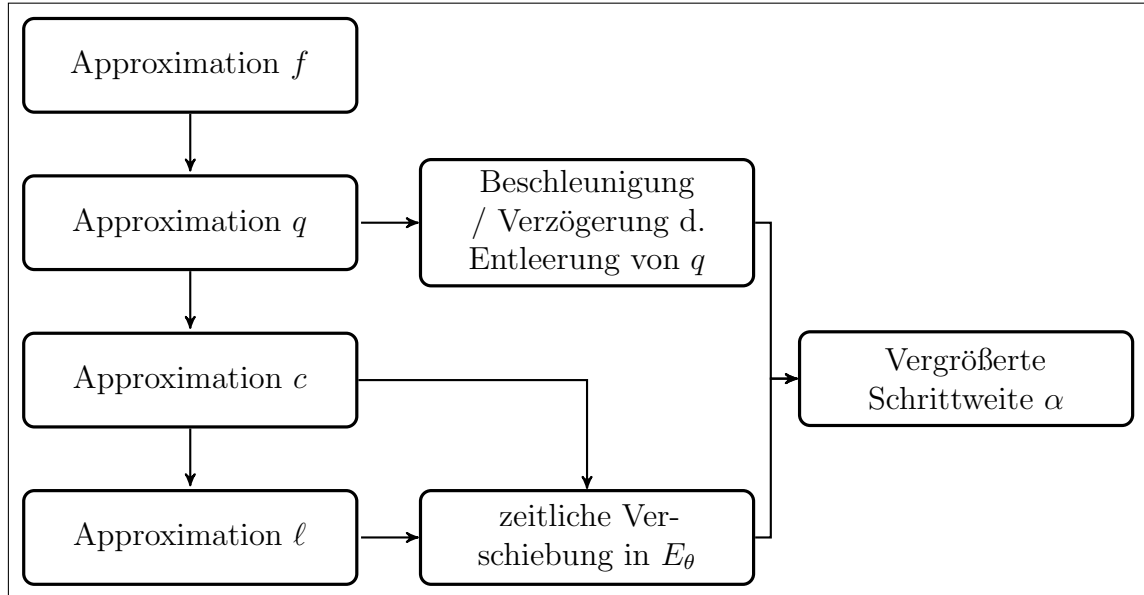 Approximation f
Approximation q
Beschleunigung
/ Verzögerung d.
Entleerung von q
Approximation c
Vergrößerte
Schrittweite α
Approximation ℓ
zeitliche Ver-
schiebung in E_θ